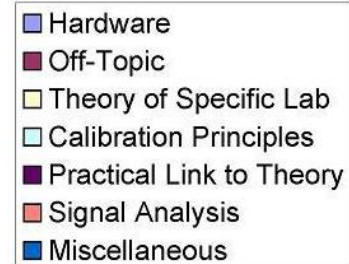 Hardware
Off-Topic
Theory of Specific Lab
Calibration Principles
Practical Link to Theory
Signal Analysis
Miscellaneous